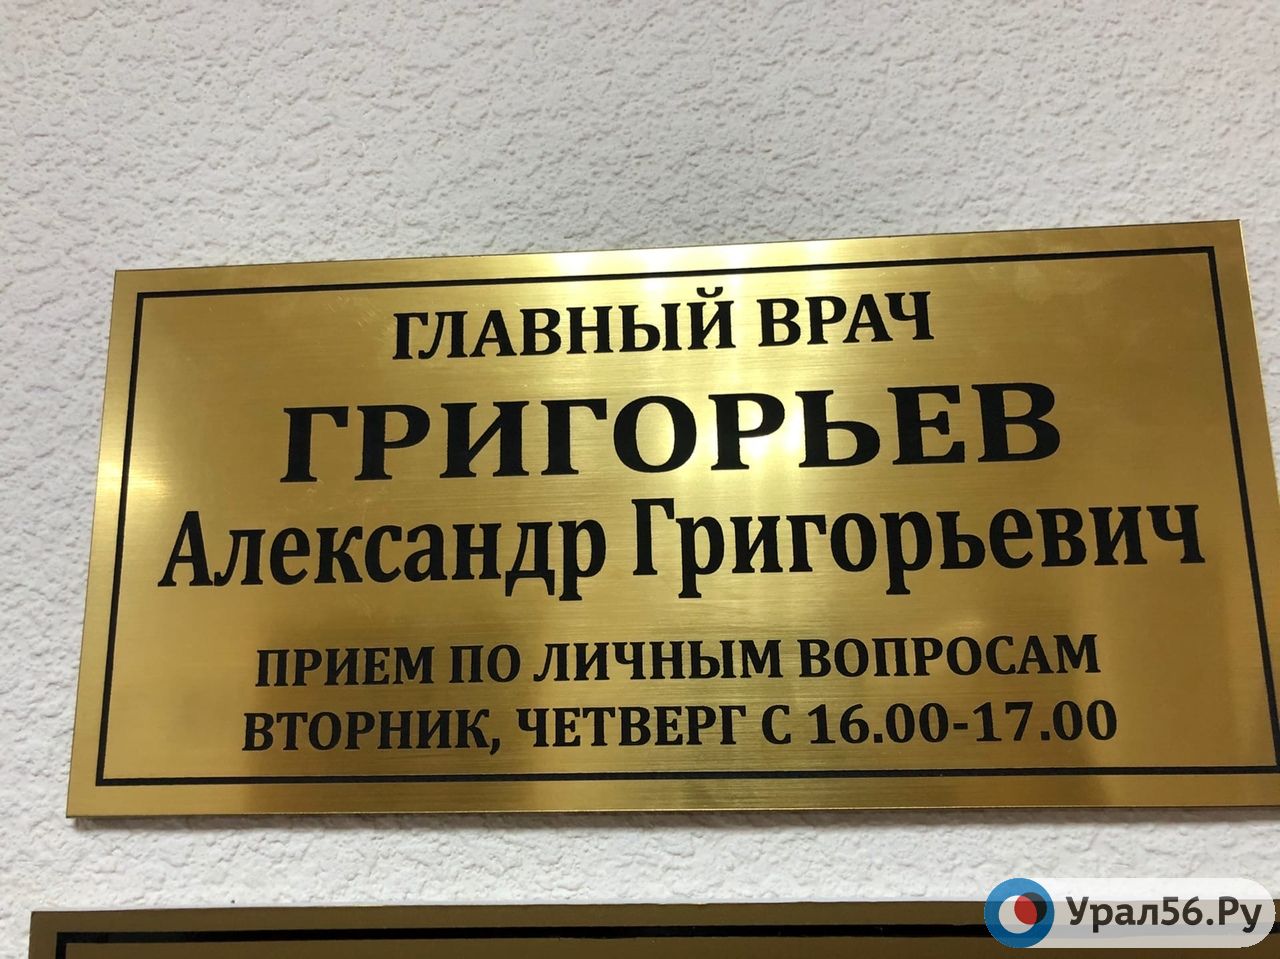 ГЛАВНЫЙ ВРАЧ
ГРИГОРЬЕВ
Александр Григорьевич
ПРИЕМ ПО ЛИЧНЫМ ВОПРОСАМ
ВТОРНИК, ЧЕТВЕРГ С 16.00-17.00
Урал56.Ру